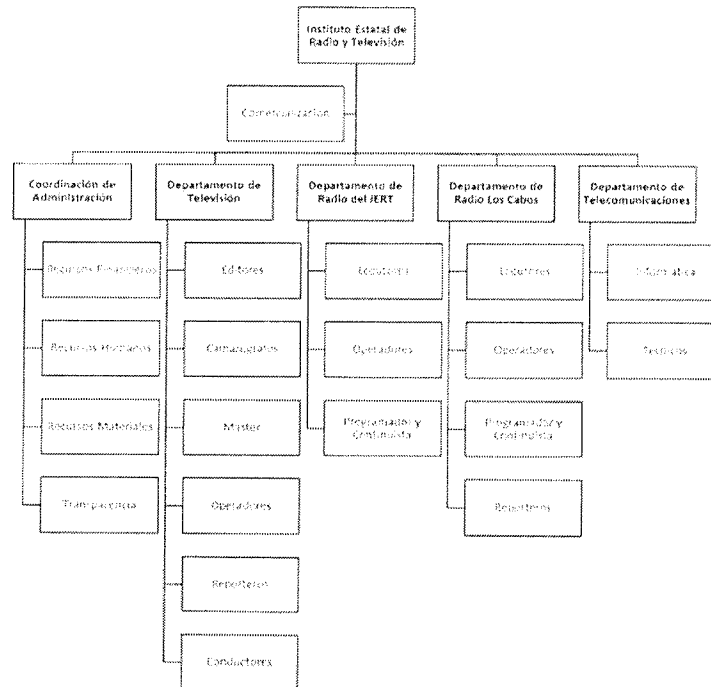 Instituto Estatal de
Radio y Televisión
Comercialización
Coordinación de
Administración
Departamento de
Televisión
Departamento de
Radio del IERT
Departamento de
Radio Los Cabos
Departamento de
Telecomunicaciones
Recursos Financieros
Editores
Locutores
Locutores
Informática
Recursos Humanos
Camarógrafos
Operadores
Operadores
Técnicos
Recursos Materiales
Master
Programador y
Continuista
Programador y
Continuista
Transparencia
Operadores
Reporteros
Reporteros
Conductores